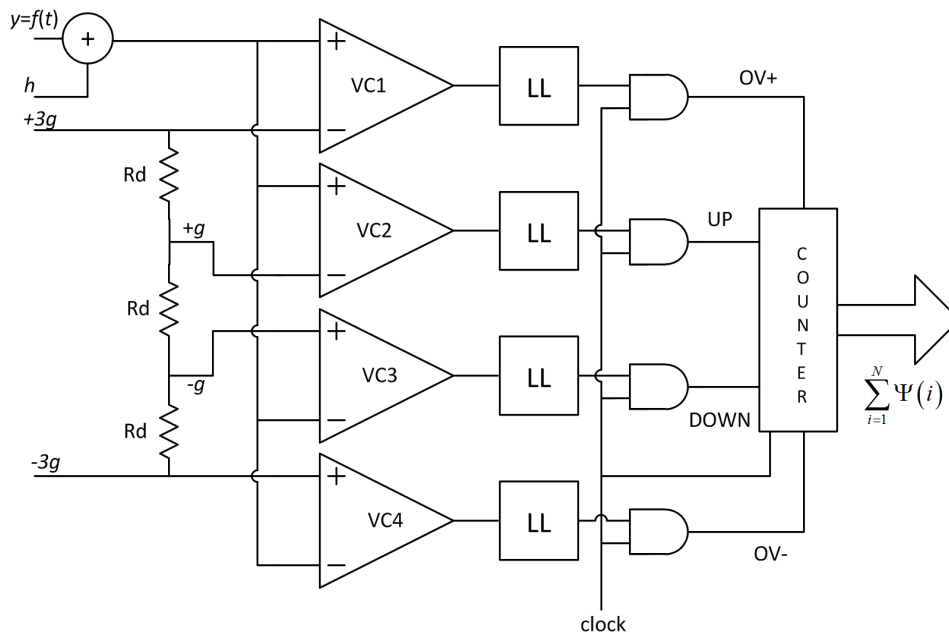 y=f(t)
+
h
+3g
Rd
+g
Rd
-g
Rd
-3g
+
VC1
−
+
VC2
−
+
VC3
−
+
VC4
−
LL
LL
LL
LL
OV+
UP
DOWN
OV-
clock
COUNTER
\sum_{i=1}^{N} Ψ(i)